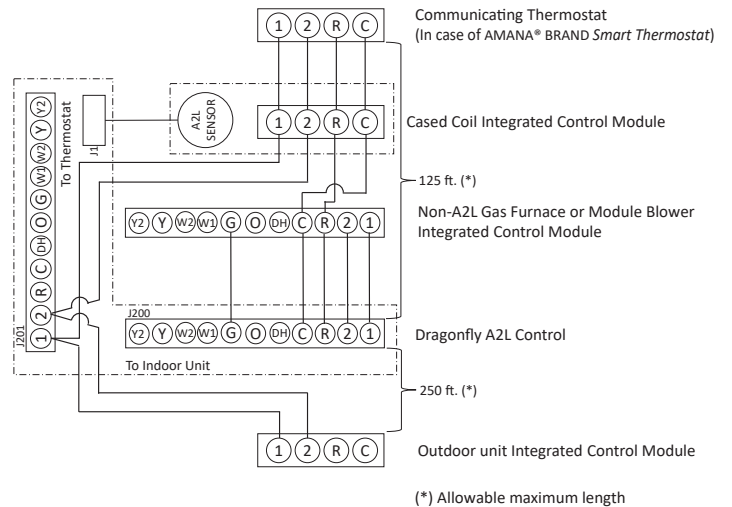 1 2 R C
Communicating Thermostat
(In case of AMANA® BRAND Smart Thermostat)
Y2 Y W2 W1 G O DH C R 2 1
To Thermostat
J201
J1
A2L
SENSOR
1 2 R C
Cased Coil Integrated Control Module
125 ft. (*)
Y2 Y W2 W1 G O DH C R 2 1
Non-A2L Gas Furnace or Module Blower
Integrated Control Module
J200
Y2 Y W2 W1 G O DH C R 2 1
Dragonfly A2L Control
To Indoor Unit
250 ft. (*)
1 2 R C
Outdoor unit Integrated Control Module
(*) Allowable maximum length